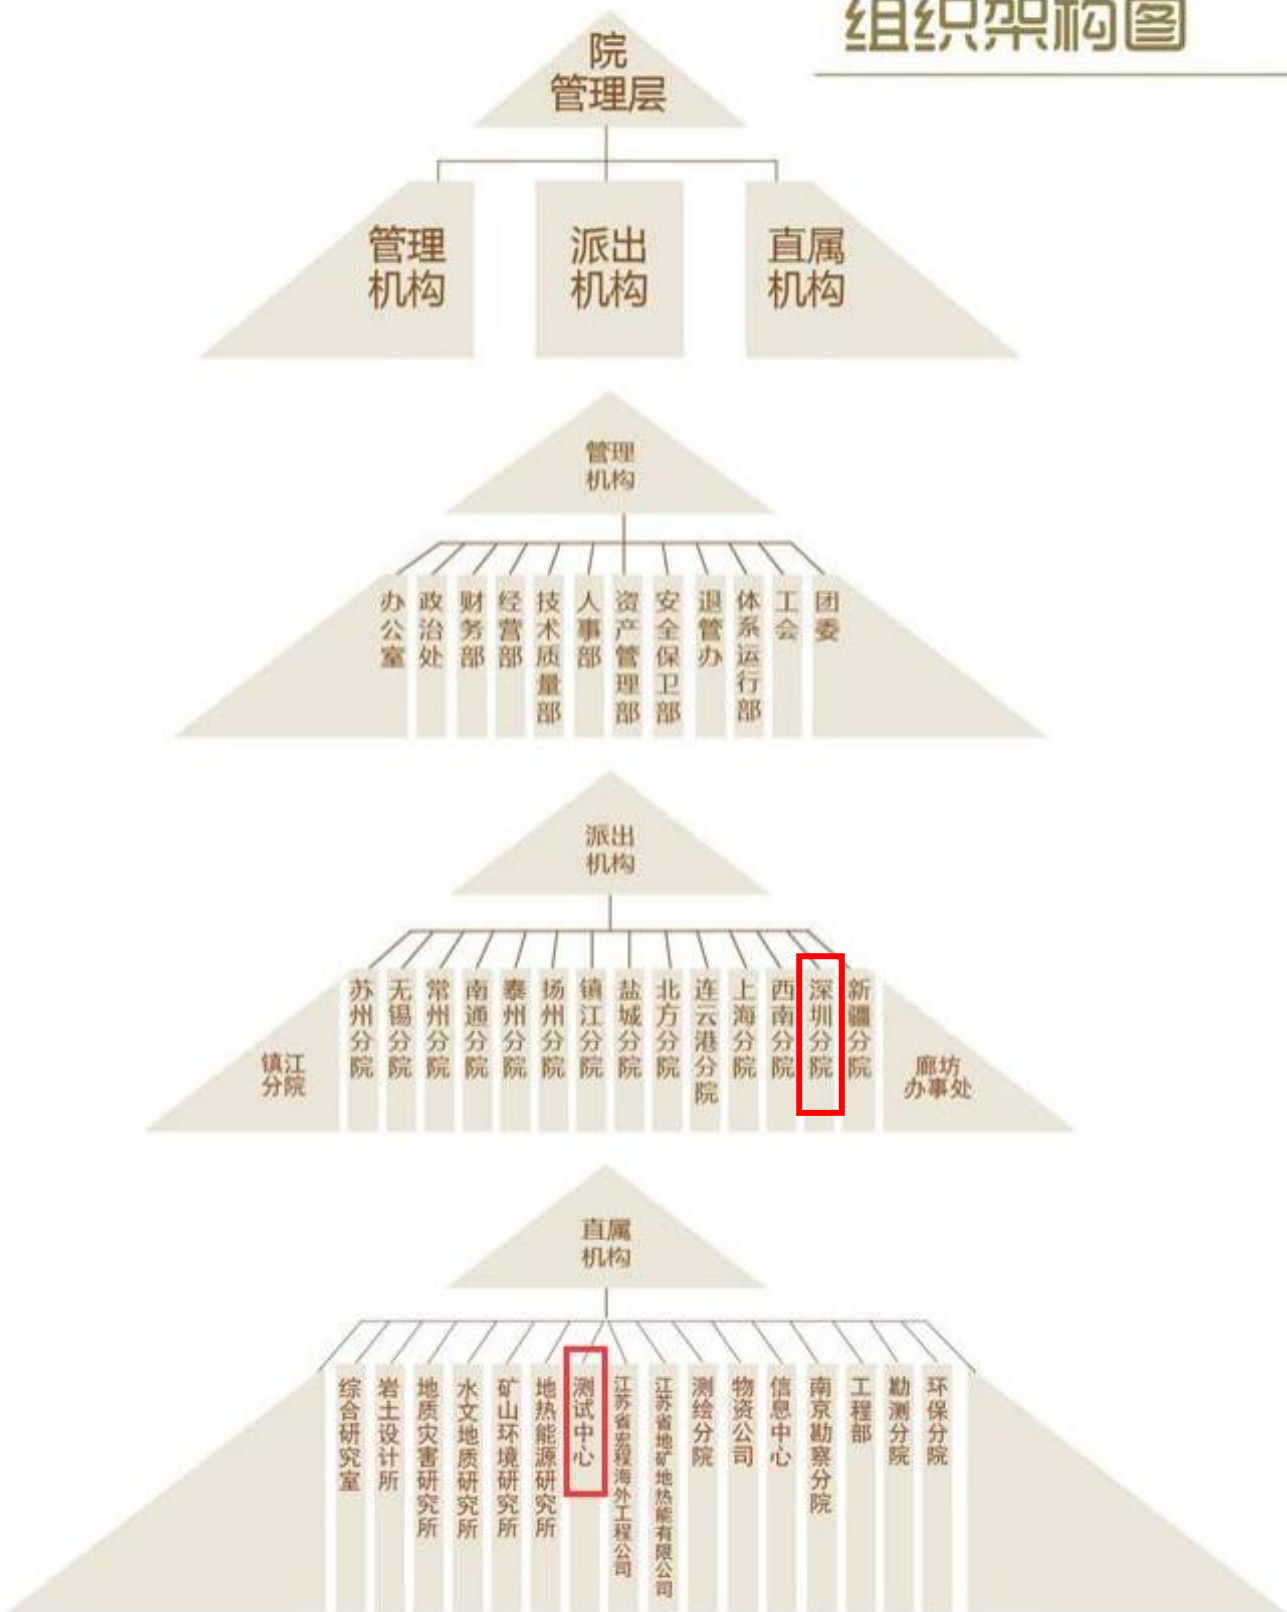 组织架构图
院
管理层
管理
机构
派出
机构
直属
机构
管理
机构
办公室
政治处
财务部
经营部
技术质量部
人事部
资产管理部
安全保卫部
退管办
体系运行部
工会
团委
派出
机构
镇江
分院
苏州分院
无锡分院
常州分院
南通分院
泰州分院
扬州分院
镇江分院
盐城分院
北方分院
连云港分院
上海分院
西南分院
深圳分院
新疆分院
廊坊
办事处
直属
机构
综合研究室
岩土设计所
地质灾害研究所
水文地质研究所
矿山环境研究所
地热能源研究所
测试中心
江苏省宏程海外工程公司
江苏省地矿地热能有限公司
测绘分院
物资公司
信息中心
南京勘察分院
工程部
勘测分院
环保分院